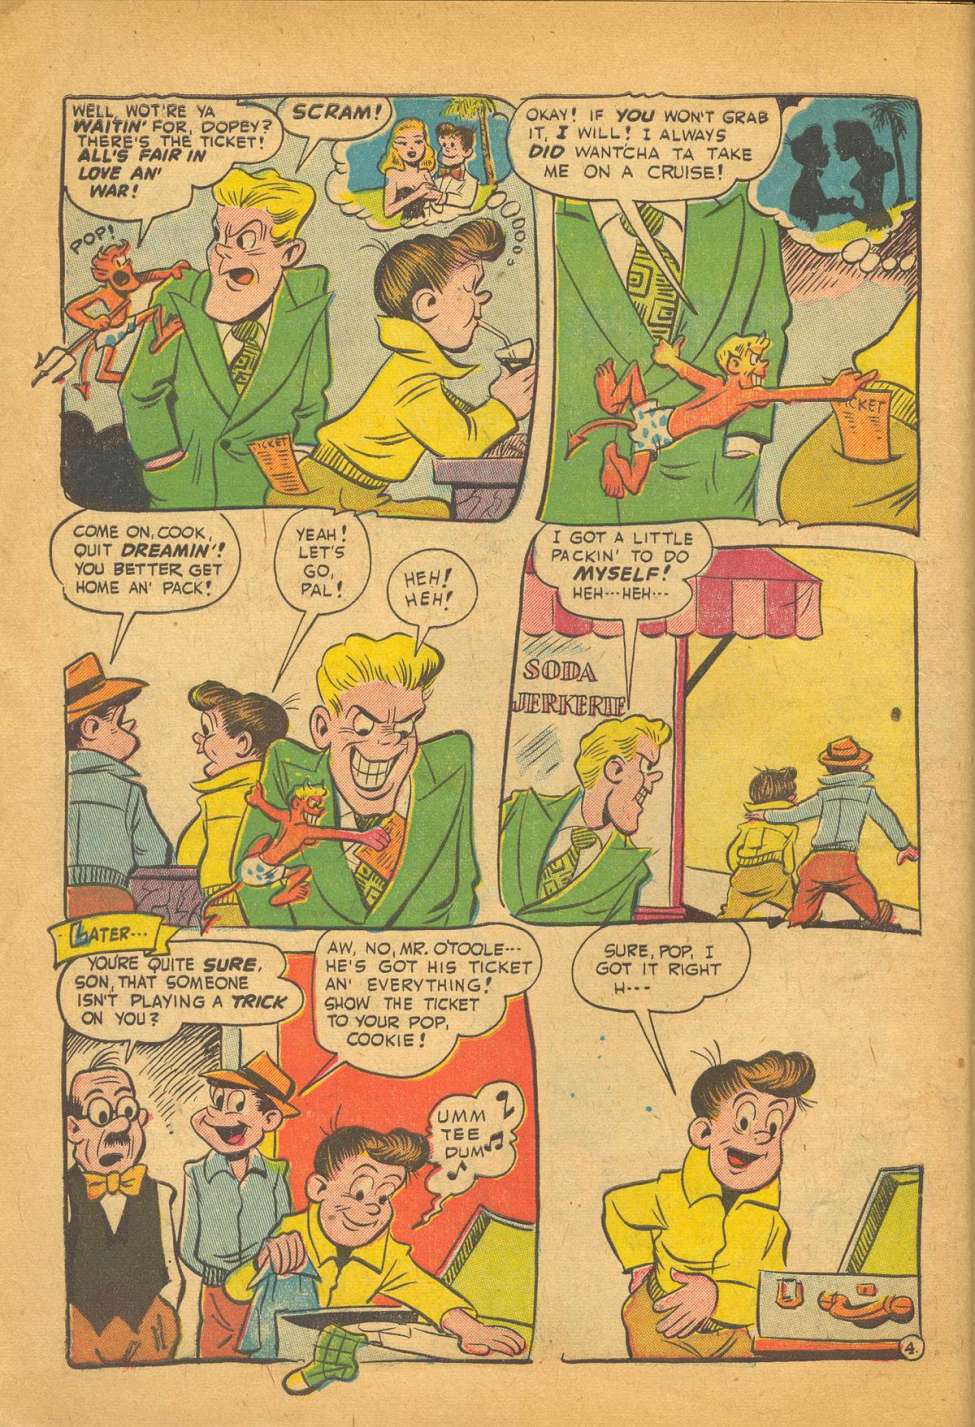 WELL, WOT'RE YA
WAITIN' FOR, DOPEY?
THERE'S THE TICKET!
ALL'S FAIR IN
LOVE AN'
WAR!
SCRAM!
POP!
TICKET
OKAY! IF YOU WON'T GRAB
IT, I WILL! I ALWAYS
DID WANTCHA TA TAKE
ME ON A CRUISE!
TICKET
COME ON, COOK,
QUIT DREAMIN'!
YOU BETTER GET
HOME AN' PACK!
YEAH!
LET'S
GO,
PAL!
HEH!
HEH!
I GOT A LITTLE
PACKIN' TO DO
MYSELF!
HEH---HEH---
SODA
JERKERIE
LATER---
YOU'RE QUITE SURE,
SON, THAT SOMEONE
ISN'T PLAYING A TRICK
ON YOU?
AW, NO, MR. O'TOOLE---
HE'S GOT HIS TICKET
AN' EVERYTHING!
SHOW THE TICKET
TO YOUR POP,
COOKIE!
UMM
TEE
DUM
SURE, POP, I
GOT IT RIGHT
H---
4.